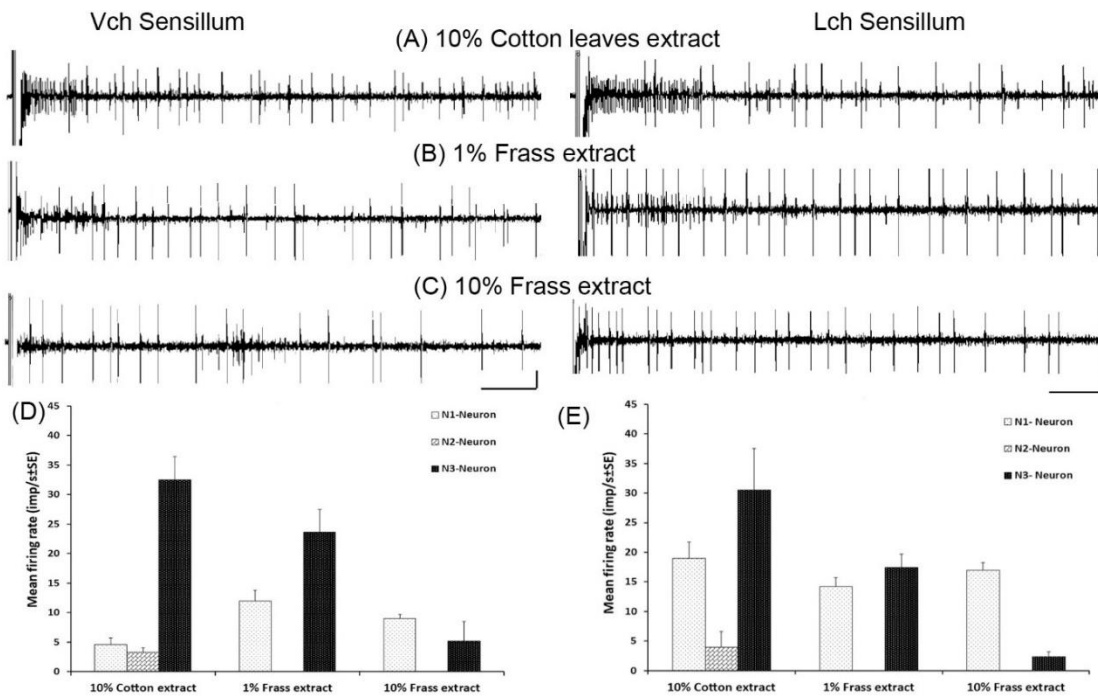 Vch Sensillum
Lch Sensillum
(A) 10% Cotton leaves extract
(B) 1% Frass extract
(C) 10% Frass extract
(D)
Mean firing rate (imp/s±SE)
45
40
35
30
25
20
15
10
5
0
N1-Neuron
N2-Neuron
N3-Neuron
10% Cotton extract
1% Frass extract
10% Frass extract
(E)
Mean firing rate (imp/s±SE)
45
40
35
30
25
20
15
10
5
0
N1- Neuron
N2-Neuron
N3- Neuron
10% Cotton extract
1% Frass extract
10% Frass extract